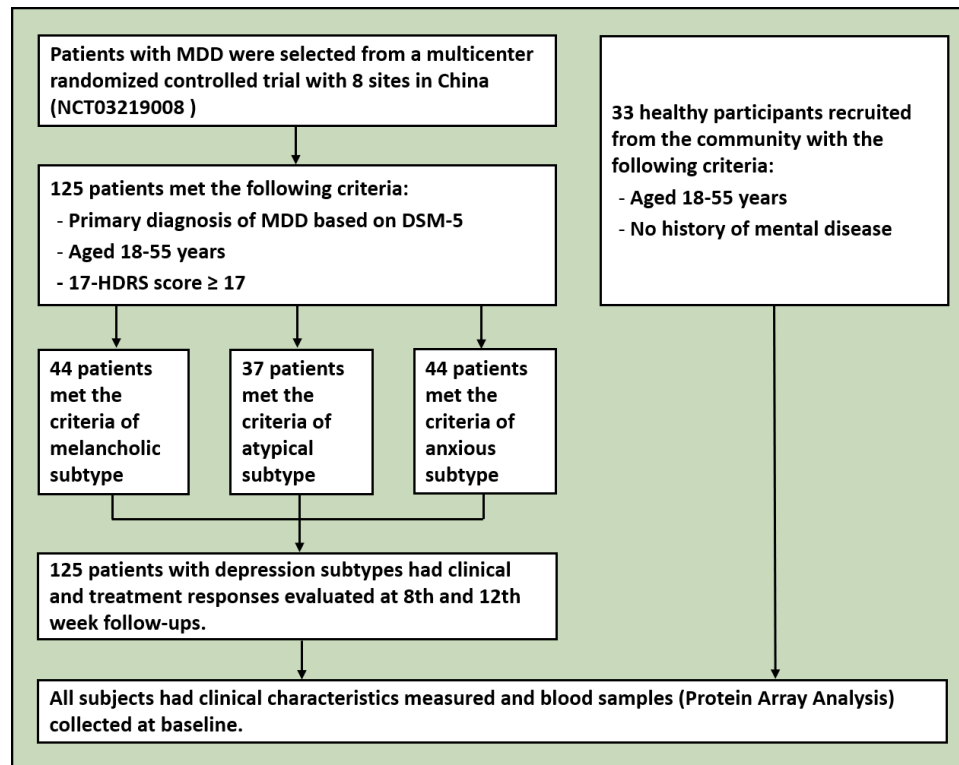 Patients with MDD were selected from a multicenter
randomized controlled trial with 8 sites in China
(NCT03219008 )
33 healthy participants recruited
from the community with the
following criteria:
- Aged 18-55 years
- No history of mental disease
125 patients met the following criteria:
- Primary diagnosis of MDD based on DSM-5
- Aged 18-55 years
- 17-HDRS score ≥ 17
44 patients
met the
criteria of
melancholic
subtype
37 patients
met the
criteria of
atypical
subtype
44 patients
met the
criteria of
anxious
subtype
125 patients with depression subtypes had clinical
and treatment responses evaluated at 8th and 12th
week follow-ups.
All subjects had clinical characteristics measured and blood samples (Protein Array Analysis)
collected at baseline.